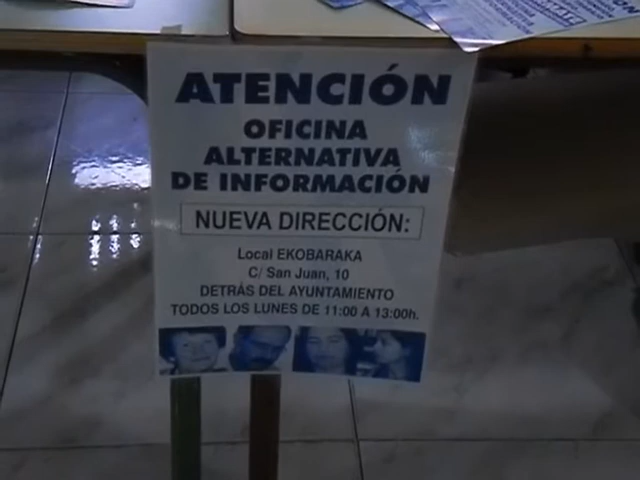 ATENCIÓN
OFICINA
ALTERNATIVA
DE INFORMACIÓN
NUEVA DIRECCIÓN:
Local EKOBARAKA
C/ San Juan, 10
DETRÁS DEL AYUNTAMIENTO
TODOS LOS LUNES DE 11:00 A 13:00h.